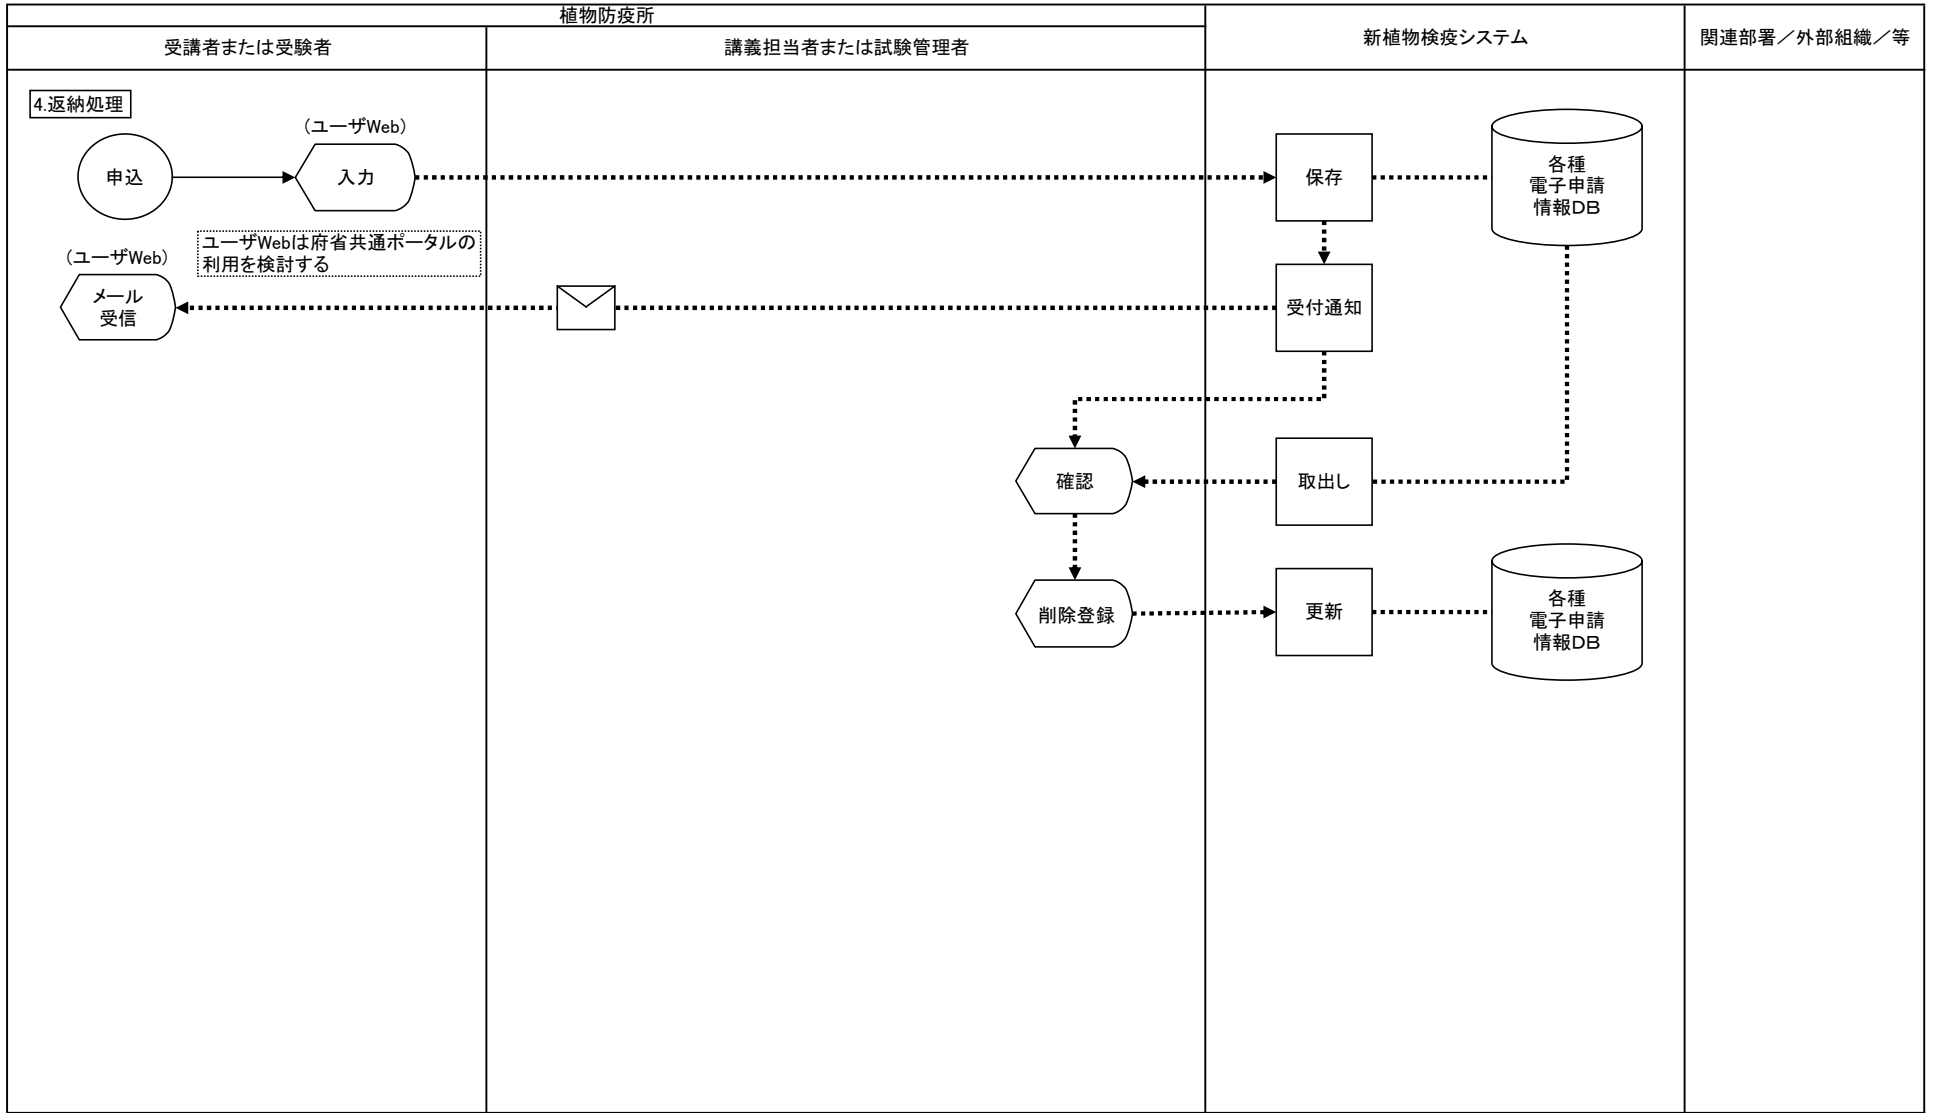 植物防疫所
受講者または受験者
講義担当者または試験管理者
新植物検疫システム
関連部署／外部組織／等
4.返納処理
申込
（ユーザWeb）
入力
保存
各種
電子申請
情報ＤＢ
ユーザWebは府省共通ポータルの
利用を検討する
（ユーザWeb）
メール
受信
受付通知
確認
取出し
削除登録
更新
各種
電子申請
情報ＤＢ